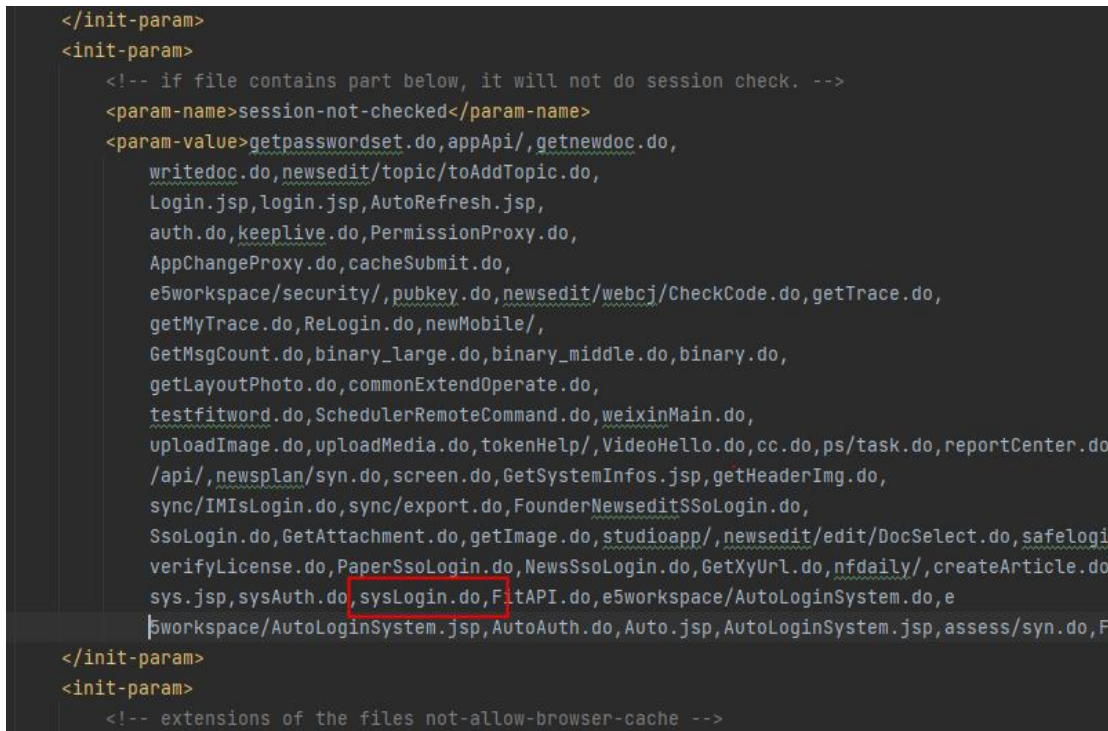 </init-param>
<init-param>
<!-- if file contains part below, it will not do session check. -->
<param-name>session-not-checked</param-name>
<param-value>getpasswordset.do,appApi/,getnewdoc.do,
writedoc.do,newsedit/topic/toAddTopic.do,
Login.jsp,login.jsp,AutoRefresh.jsp,
auth.do,keeplive.do,PermissionProxy.do,
AppChangeProxy.do,cacheSubmit.do,
e5workspace/security/,pubkey.do,newsedit/webcj/CheckCode.do,getTrace.do,
getMyTrace.do,ReLogin.do,newMobile/,
GetMsgCount.do,binary_large.do,binary_middle.do,binary.do,
getLayoutPhoto.do,commonExtendOperate.do,
testfitword.do,SchedulerRemoteCommand.do,weixinMain.do,
uploadImage.do,uploadMedia.do,tokenHelp/,VideoHello.do,cc.do,ps/task.do,reportCenter.do
/api/,newsplan/syn.do,screen.do,GetSystemInfos.jsp,getHeaderImg.do,
sync/IMIsLogin.do,sync/export.do,FounderNewseditSSoLogin.do,
SsoLogin.do,GetAttachment.do,getImage.do,studioapp/,newsedit/edit/DocSelect.do,safelogi
verifyLicense.do,PaperSsoLogin.do,NewsSsoLogin.do,GetXyUrl.do,nfdaily/,createArticle.do
sys.jsp,sysAuth.do,sysLogin.do,FitAPI.do,e5workspace/AutoLoginSystem.do,e
5workspace/AutoLoginSystem.jsp,AutoAuth.do,Auto.jsp,AutoLoginSystem.jsp,assess/syn.do,F
</init-param>
<init-param>
<!-- extensions of the files not-allow-browser-cache -->